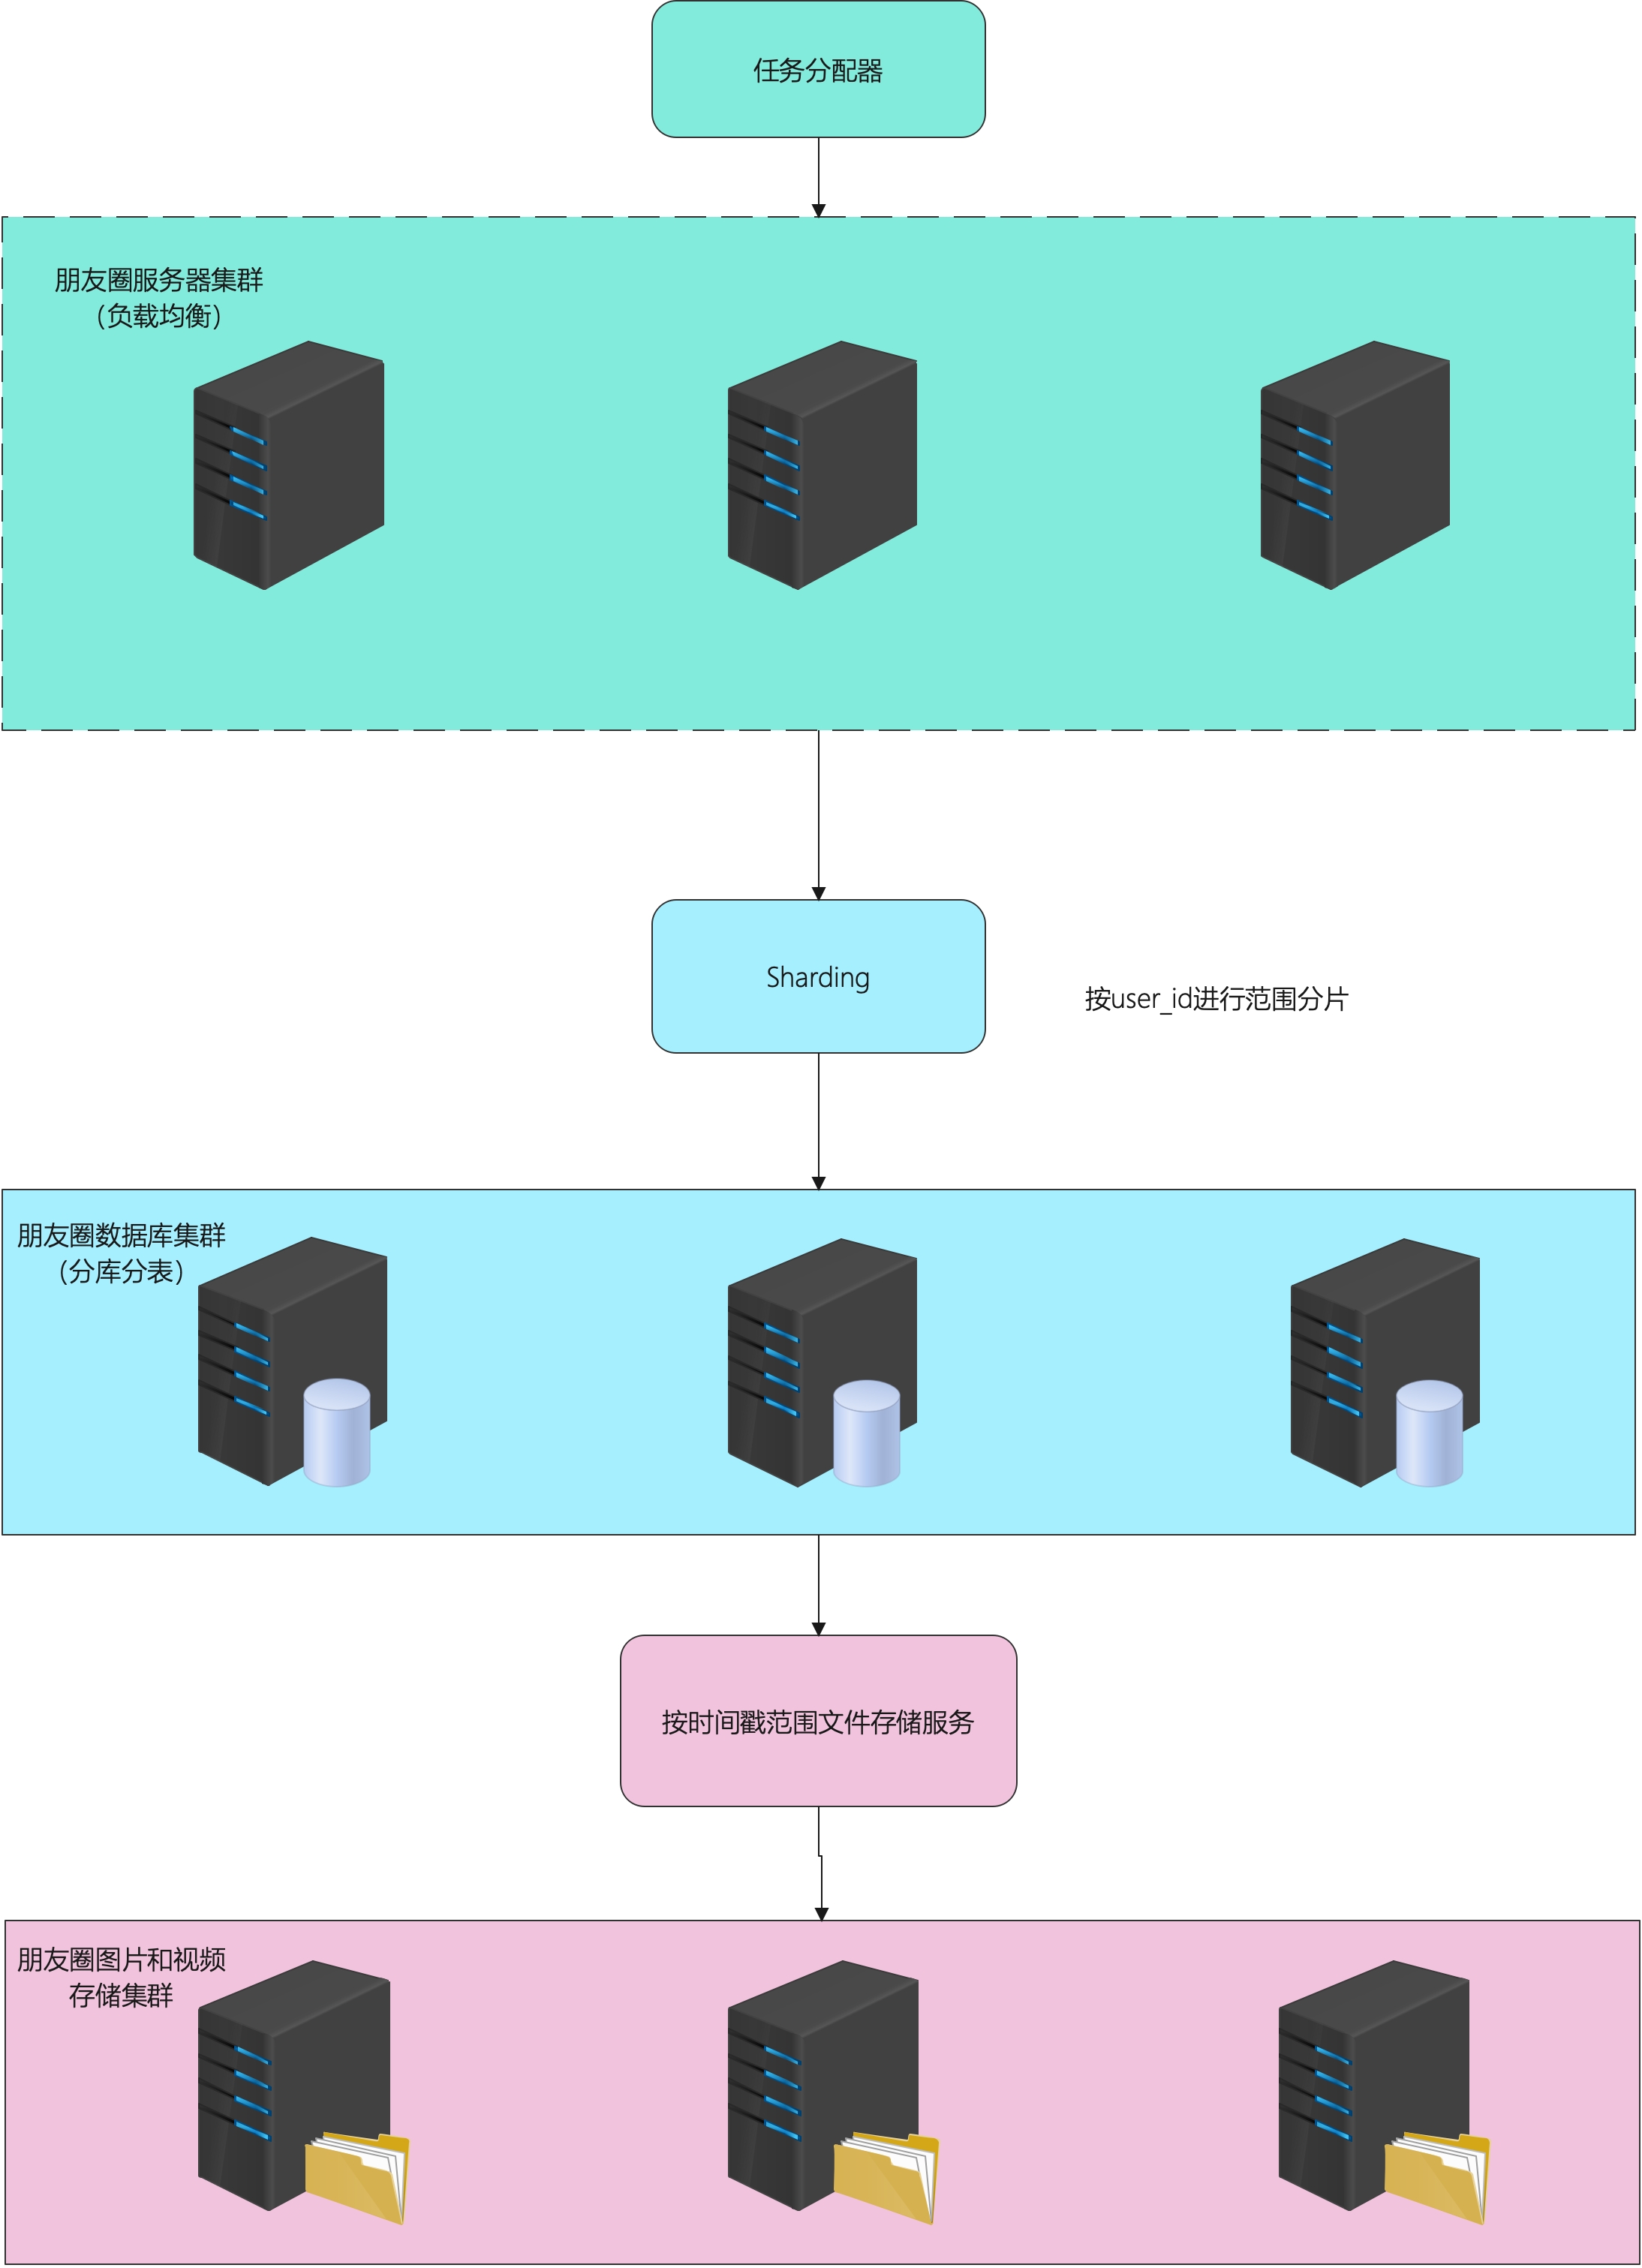 任务分配器
朋友圈服务器集群
（负载均衡）
Sharding
按user_id进行范围分片
朋友圈数据库集群
（分库分表）
按时间戳范围文件存储服务
朋友圈图片和视频
存储集群